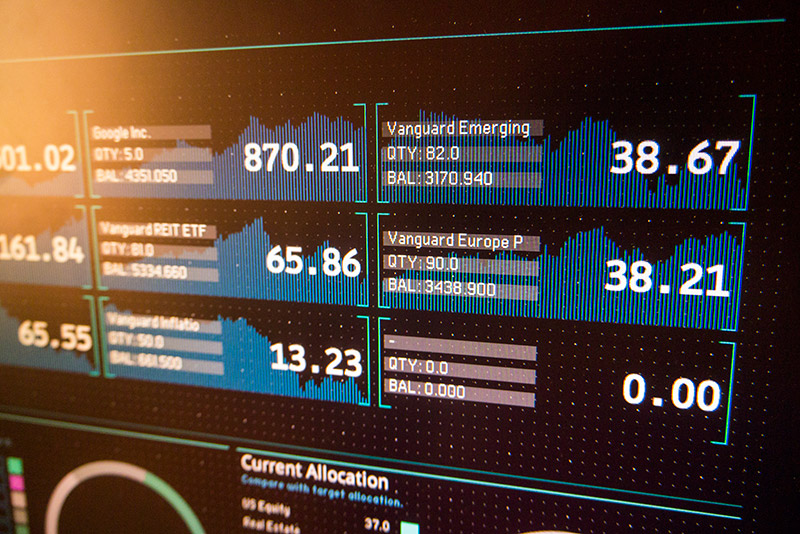 01.02
Google Inc.
QTY: 5.0
BAL: 4351.050
870.21
Vanguard Emerging
QTY: 82.0
BAL: 3170.940
38.67
161.84
Vanguard REIT ETF
QTY: 81.0
BAL: 5334.660
65.86
Vanguard Europe P
QTY: 90.0
BAL: 3438.900
38.21
65.55
Vanguard Inflatio
QTY: 50.0
BAL: 661.500
13.23
-
QTY: 0.0
BAL: 0.000
0.00
Current Allocation
Compare with target allocation.
US Equity
Real Estate
37.0